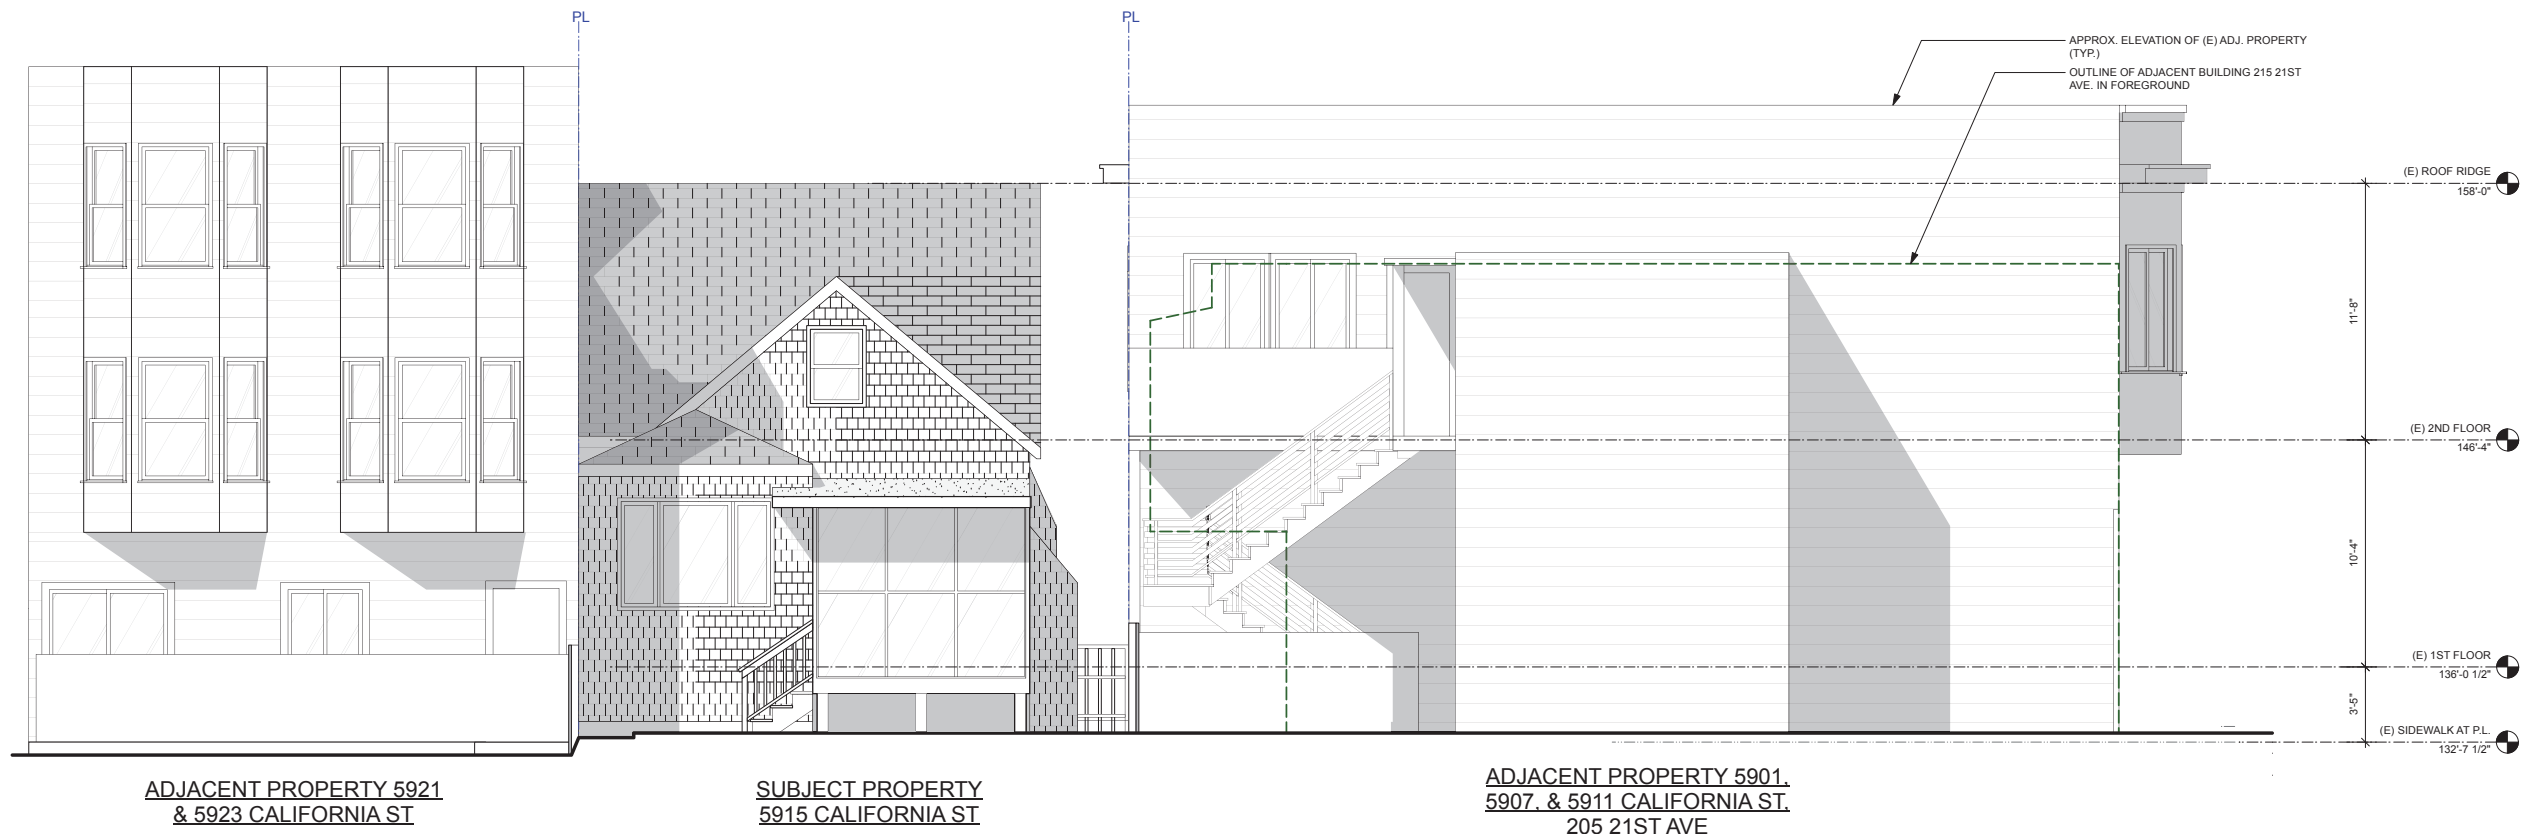 PL
PL
APPROX. ELEVATION OF (E) ADJ. PROPERTY
(TYP.)
OUTLINE OF ADJACENT BUILDING 215 21ST
AVE. IN FOREGROUND
(E) ROOF RIDGE
158'-0"
11'-8"
(E) 2ND FLOOR
146'-4"
10'-4"
(E) 1ST FLOOR
136'-0 1/2"
3'-5"
(E) SIDEWALK AT P.L.
132'-7 1/2"
ADJACENT PROPERTY 5921
& 5923 CALIFORNIA ST
SUBJECT PROPERTY
5915 CALIFORNIA ST
ADJACENT PROPERTY 5901,
5907, & 5911 CALIFORNIA ST,
205 21ST AVE